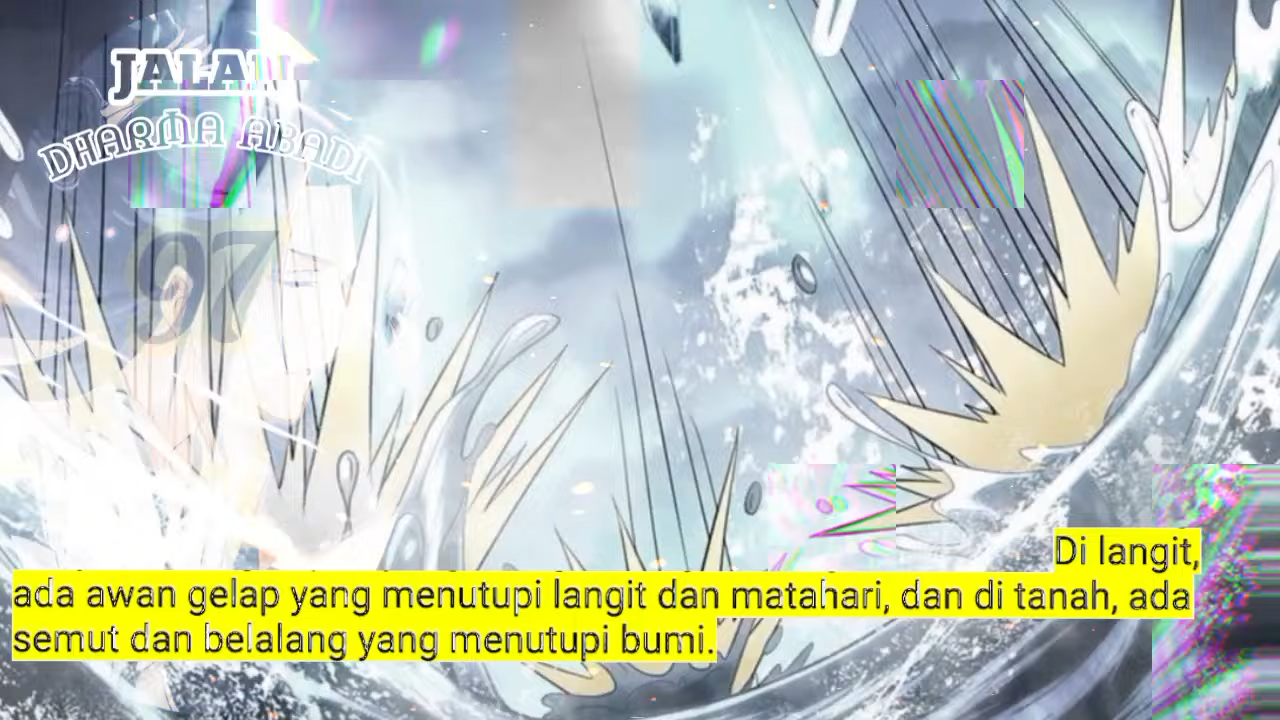 JALAN
DHARMA ABADI
97
Di langit,
ada awan gelap yang menutupi langit dan matahari, dan di tanah, ada
semut dan belalang yang menutupi bumi.